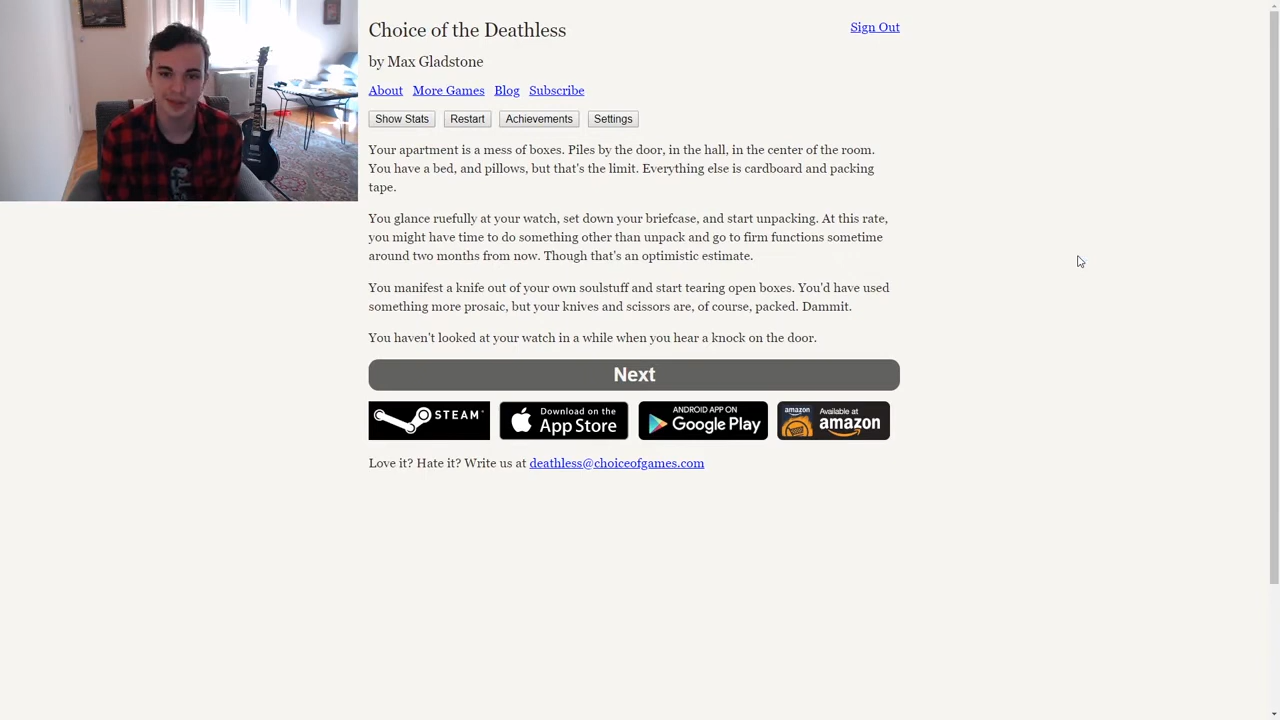 Choice of the Deathless
Sign Out
by Max Gladstone
About More Games Blog Subscribe
Show Stats Restart Achievements Settings
Your apartment is a mess of boxes. Piles by the door, in the hall, in the center of the room.
You have a bed, and pillows, but that's the limit. Everything else is cardboard and packing
tape.
You glance ruefully at your watch, set down your briefcase, and start unpacking. At this rate,
you might have time to do something other than unpack and go to firm functions sometime
around two months from now. Though that's an optimistic estimate.
You manifest a knife out of your own soulstuff and start tearing open boxes. You'd have used
something more prosaic, but your knives and scissors are, of course, packed. Dammit.
You haven't looked at your watch in a while when you hear a knock on the door.
Next
STEAM
Download on the
App Store
ANDROID APP ON
Google Play
amazon
Available at
amazon
Love it? Hate it? Write us at deathless@choiceofgames.com